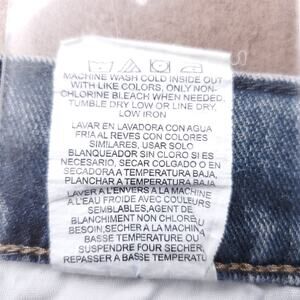 MACHINE WASH COLD INSIDE OUT
WITH LIKE COLORS, ONLY NON-
CHLORINE BLEACH WHEN NEEDED,
TUMBLE DRY LOW OR LINE DRY,
LOW IRON
LAVAR EN LAVADORA CON AGUA
FRIA AL REVES CON COLORES
SIMILARES, USAR SOLO
BLANQUEADOR SIN CLORO SI ES
NECESARIO, SECAR COLGADO O EN
SECADORA A TEMPERATURA BAJA,
PLANCHAR A TEMPERATURA BAJA
LAVER A L'ENVERS A LA MACHINE
A L'EAU FROIDE AVEC COULEURS
SEMBLABLES,AGENT DE
BLANCHIMENT NON CHLORE AU
BESOIN,SECHER A LA MACHINE A
BASSE TEMPERATURE OU
SUSPENDRE POUR FAIRE SECHER,
REPASSER A BASSE TEMPERATU